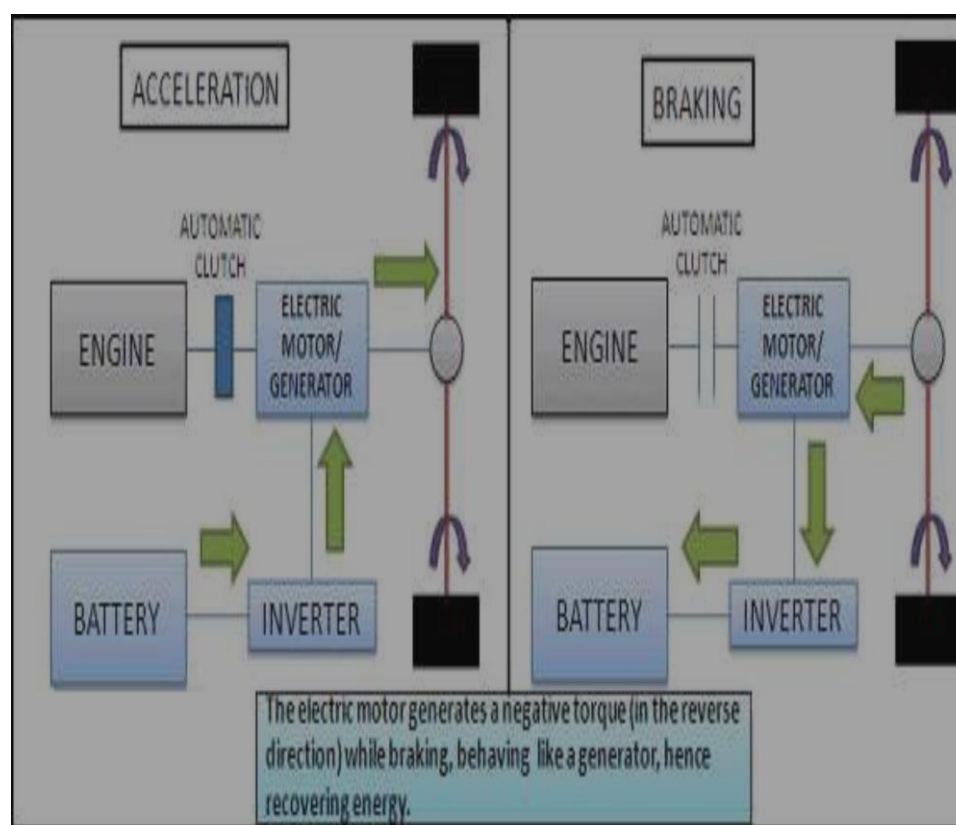 ACCELERATION
AUTOMATIC
CLUTCH
ENGINE
ELECTRIC
MOTOR/
GENERATOR
BATTERY
INVERTER
BRAKING
AUTOMATIC
CLUTCH
ENGINE
ELECTRIC
MOTOR/
GENERATOR
BATTERY
INVERTER
The electric motor generates a negative torque (in the reverse
direction) while braking, behaving like a generator, hence
recovering energy.